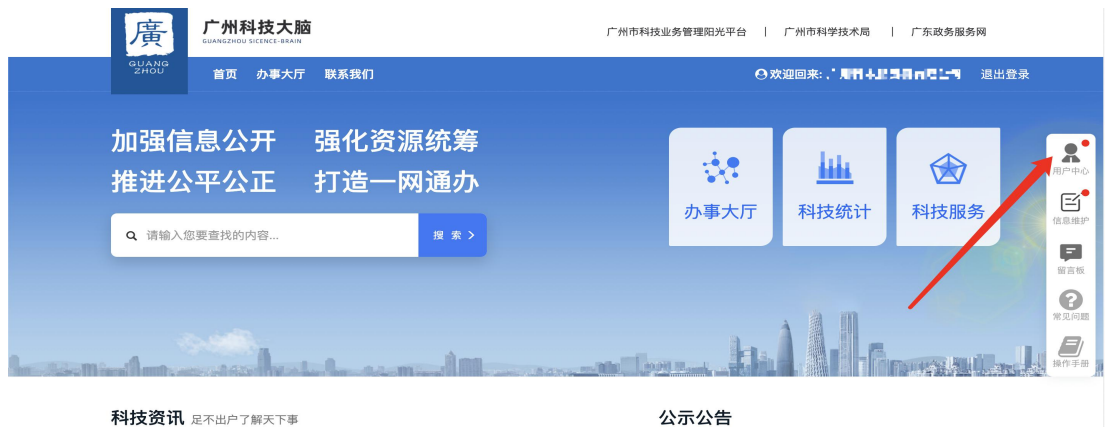 廣
GUANG
ZHOU
广州科技大脑
GUANGZHOU SICENCE-BRAIN
广州市科技业务管理阳光平台 | 广州市科学技术局 | 广东政务服务网
首页 办事大厅 联系我们
欢迎回来:
退出登录
加强信息公开 强化资源统筹
推进公平公正 打造一网通办
请输入您要查找的内容...
搜 索 >
办事大厅
科技统计
科技服务
用户中心
信息维护
留言板
常见问题
操作手册
科技资讯 足不出户了解天下事
公示公告